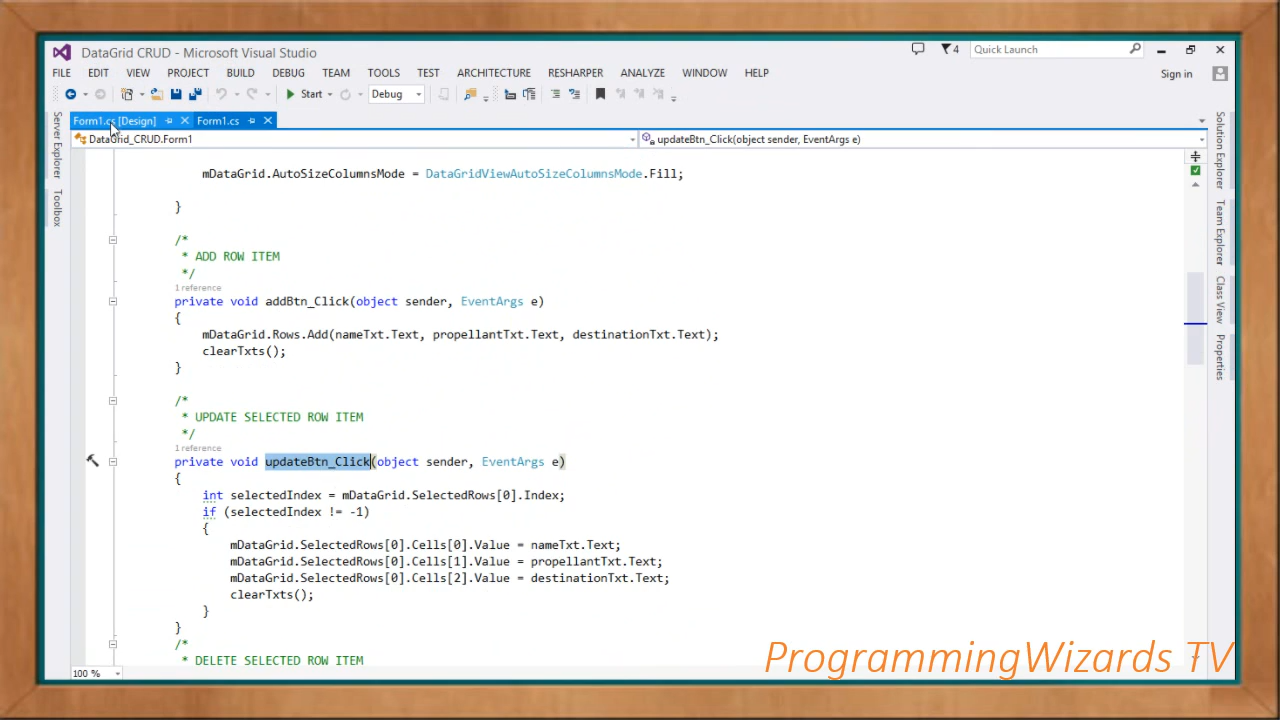 DataGrid CRUD - Microsoft Visual Studio
4
Quick Launch
FILE EDIT VIEW PROJECT BUILD DEBUG TEAM TOOLS TEST ARCHITECTURE RESHARPER ANALYZE WINDOW HELP
Sign in
Start
Debug
Form1.cs [Design]
Form1.cs
DataGrid_CRUD.Form1
updateBtn_Click(object sender, EventArgs e)
Server Explorer
Toolbox
Solution Explorer
Team Explorer
Class View
Properties
mDataGrid.AutoSizeColumnsMode = DataGridViewAutoSizeColumnsMode.Fill;
}
/*
* ADD ROW ITEM
*/
1 reference
private void addBtn_Click(object sender, EventArgs e)
{
mDataGrid.Rows.Add(nameTxt.Text, propellantTxt.Text, destinationTxt.Text);
clearTxts();
}
/*
* UPDATE SELECTED ROW ITEM
*/
1 reference
private void updateBtn_Click(object sender, EventArgs e)
{
int selectedIndex = mDataGrid.SelectedRows[0].Index;
if (selectedIndex != -1)
{
mDataGrid.SelectedRows[0].Cells[0].Value = nameTxt.Text;
mDataGrid.SelectedRows[0].Cells[1].Value = propellantTxt.Text;
mDataGrid.SelectedRows[0].Cells[2].Value = destinationTxt.Text;
clearTxts();
}
}
/*
* DELETE SELECTED ROW ITEM
100 %
ProgrammingWizards TV